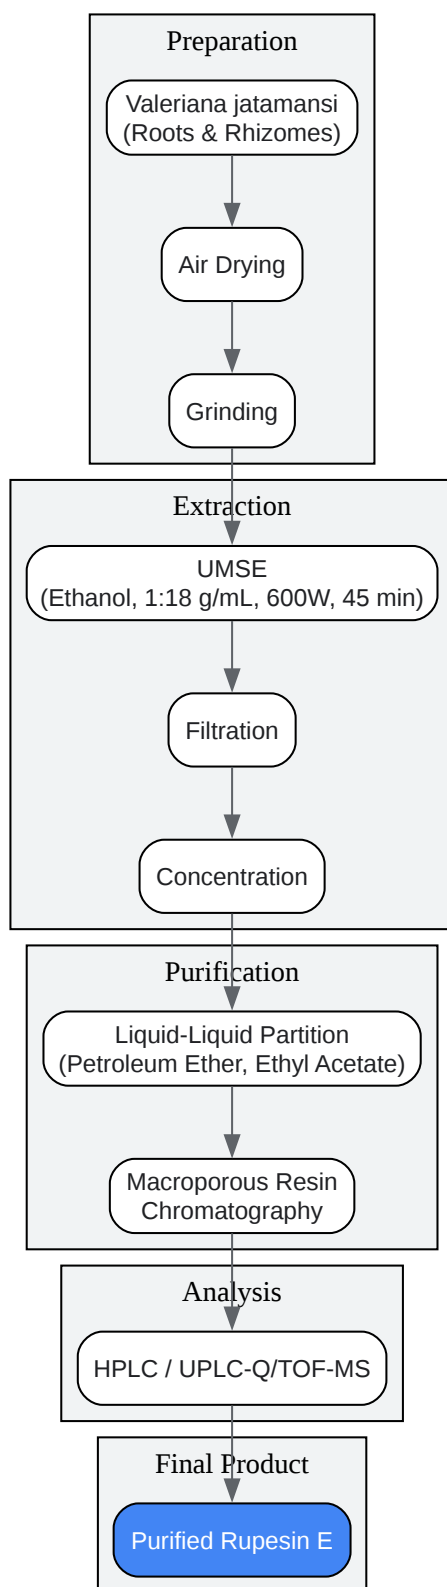 Preparation
Valeriana jatamansi
(Roots & Rhizomes)
Air Drying
Grinding
Extraction
UMSE
(Ethanol, 1:18 g/mL, 600W, 45 min)
Filtration
Concentration
Purification
Liquid-Liquid Partition
(Petroleum Ether, Ethyl Acetate)
Macroporous Resin
Chromatography
Analysis
HPLC / UPLC-Q/TOF-MS
Final Product
Purified Rupesin E